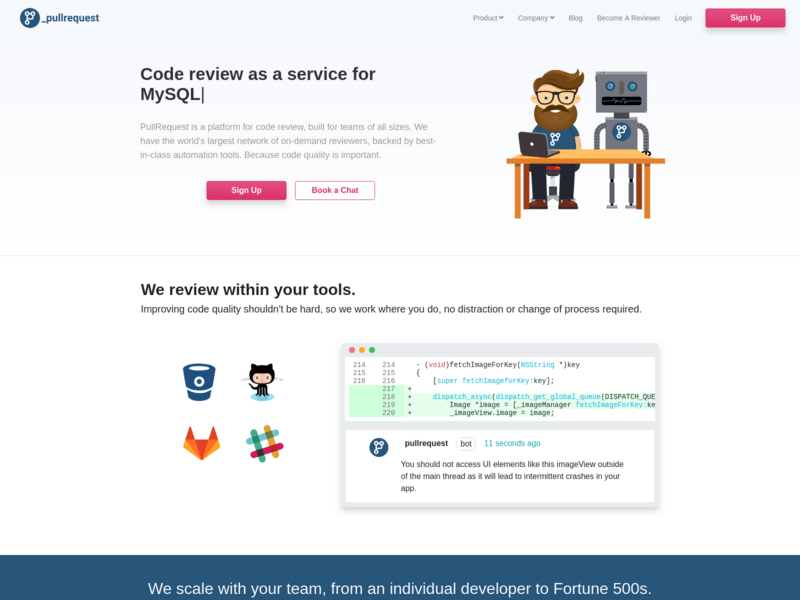 _pullrequest
Product Company Blog Become A Reviewer Login Sign Up
Code review as a service for
MySQL|
PullRequest is a platform for code review, built for teams of all sizes. We
have the world's largest network of on-demand reviewers, backed by best-
in-class automation tools. Because code quality is important.
Sign Up Book a Chat
We review within your tools.
Improving code quality shouldn't be hard, so we work where you do, no distraction or change of process required.
214 214 - (void)fetchImageForKey(NSString *)key
215 215 {
216 216 [super fetchImageforKey:key];
217 +
218 + dispatch_async(dispatch_get_global_queue(DISPATCH_QUE
219 + Image *image = [_imageManager fetchImageForKey:ke
220 + _imageView.image = image;
pullrequest bot 11 seconds ago
You should not access UI elements like this imageView outside
of the main thread as it will lead to intermittent crashes in your
app.
We scale with your team, from an individual developer to Fortune 500s.